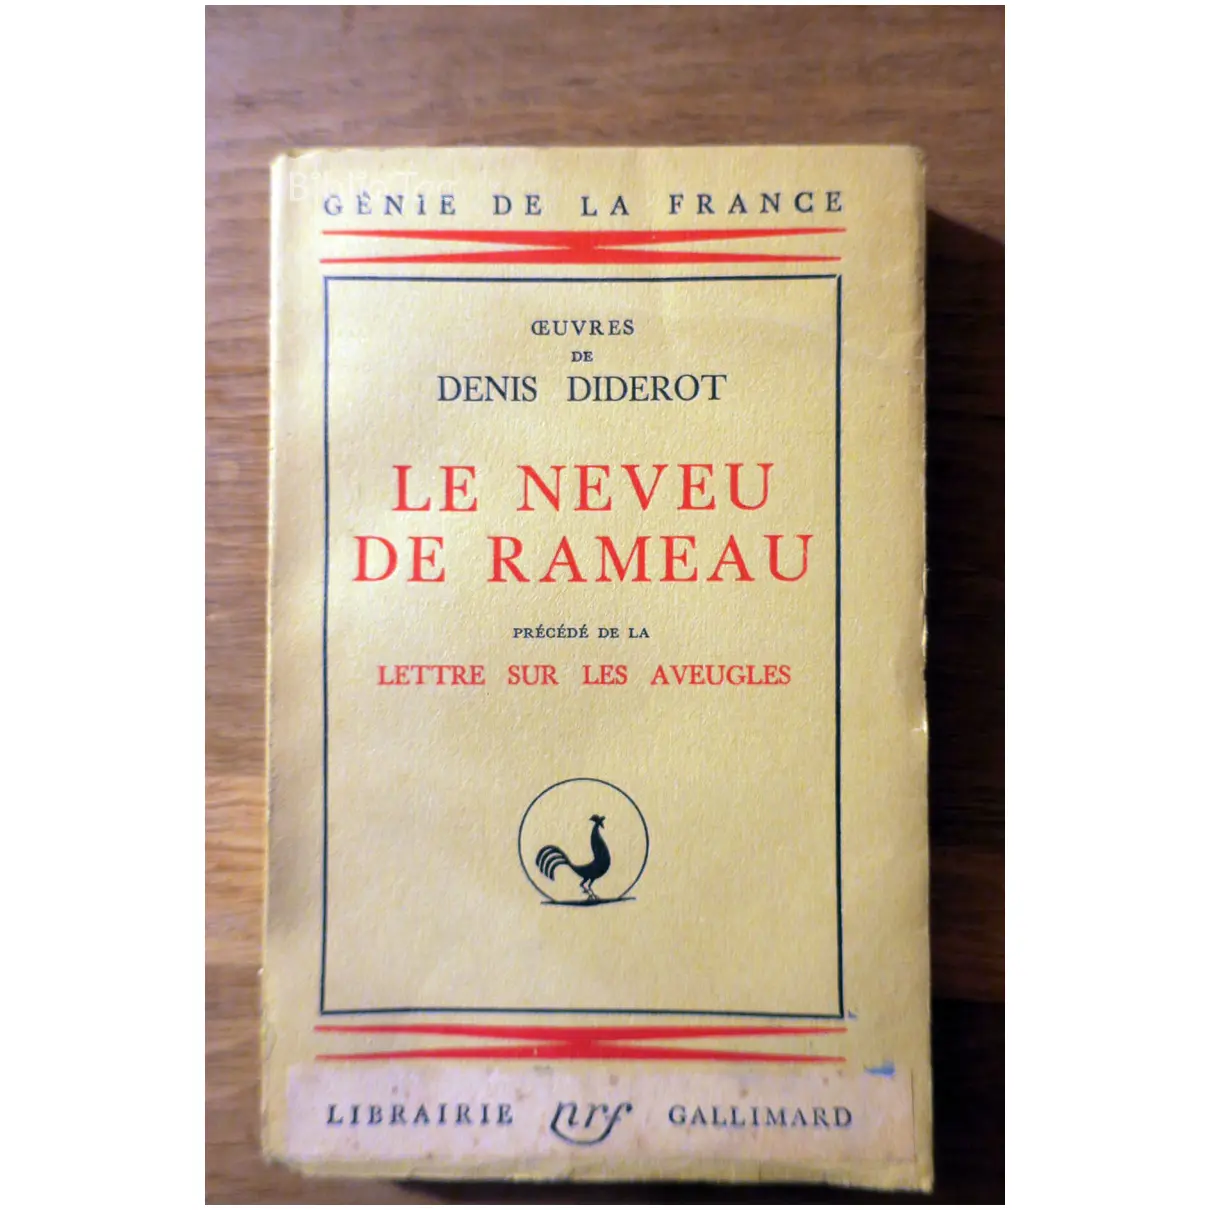 GÉNIE DE LA FRANCE
ŒUVRES
DE
DENIS DIDEROT
LE NEVEU
DE RAMEAU
PRÉCÉDÉ DE LA
LETTRE SUR LES AVEUGLES
LIBRAIRIE nrf GALLIMARD